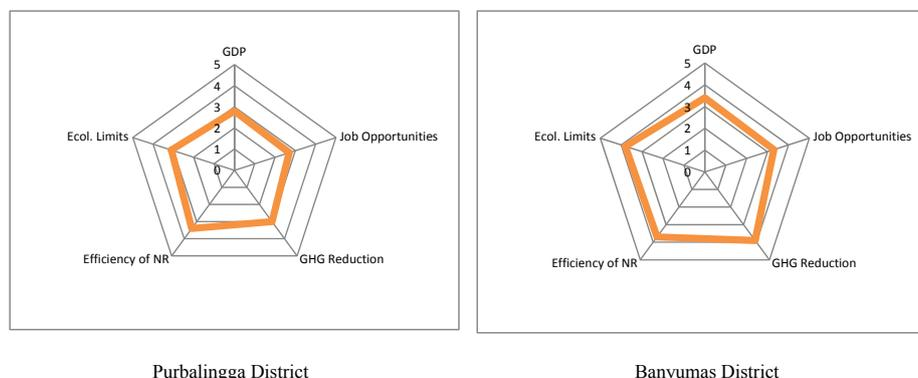 GDP
5
4
3
2
1
0
Ecol. Limits
Job Opportunities
Efficiency of NR
GHG Reduction
GDP
5
4
3
2
1
0
Ecol. Limits
Job Opportunities
Efficiency of NR
GHG Reduction
Purbalingga District
Banyumas District